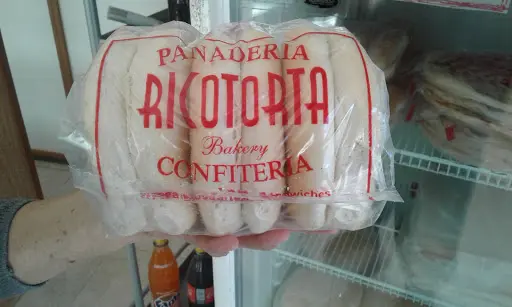 PANADERIA
RICOTORTA
Bakery
CONFITERIA
Sandwiches